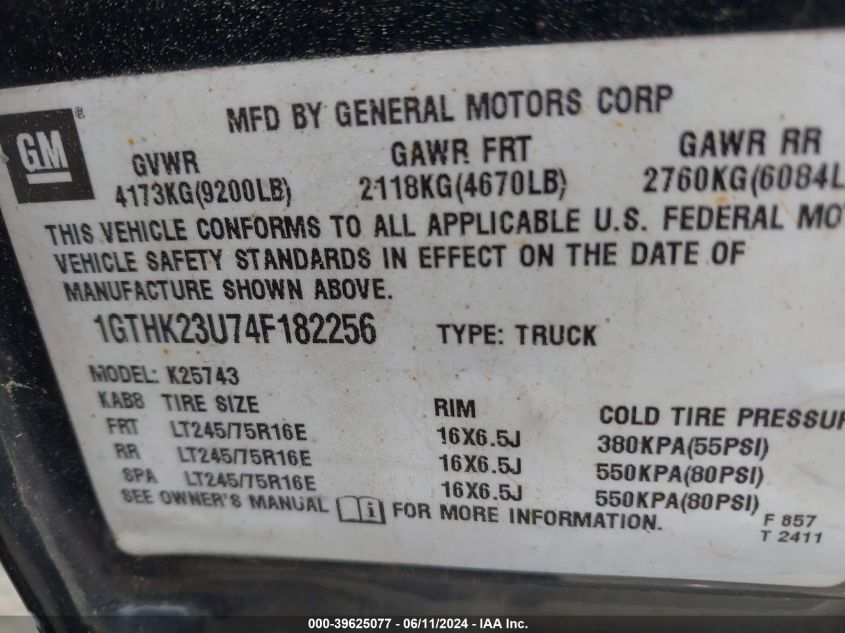 GM ®
MFD BY GENERAL MOTORS CORP
GVWR GAWR FRT GAWR RR
4173KG(9200LB) 2118KG(4670LB) 2760KG(6084L
THIS VEHICLE CONFORMS TO ALL APPLICABLE U.S. FEDERAL MO
VEHICLE SAFETY STANDARDS IN EFFECT ON THE DATE OF
MANUFACTURE SHOWN ABOVE.
1GTHK23U74F182256 TYPE: TRUCK
MODEL: K25743
KAB8 TIRE SIZE RIM COLD TIRE PRESSUR
FRT LT245/75R16E 16X6.5J 380KPA(55PSI)
RR LT245/75R16E 16X6.5J 550KPA(80PSI)
SPA LT245/75R16E 16X6.5J 550KPA(80PSI)
SEE OWNER'S MANUAL i FOR MORE INFORMATION.
F 857
T 2411
000-39625077 - 06/11/2024 - IAA Inc.